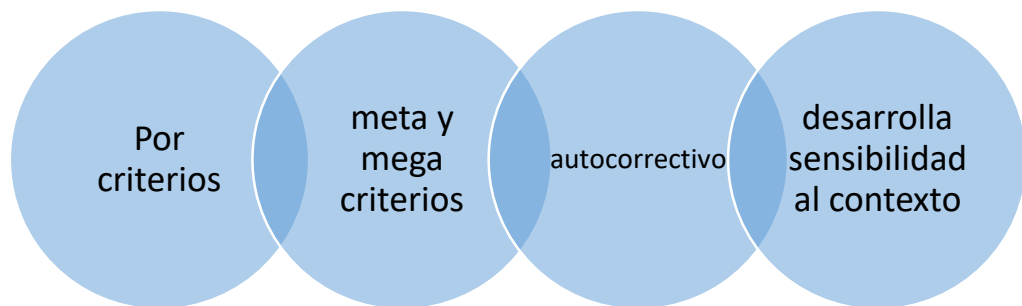 Por
criterios
meta y
mega
criterios
autocorrectivo
desarrolla
sensibilidad
al contexto